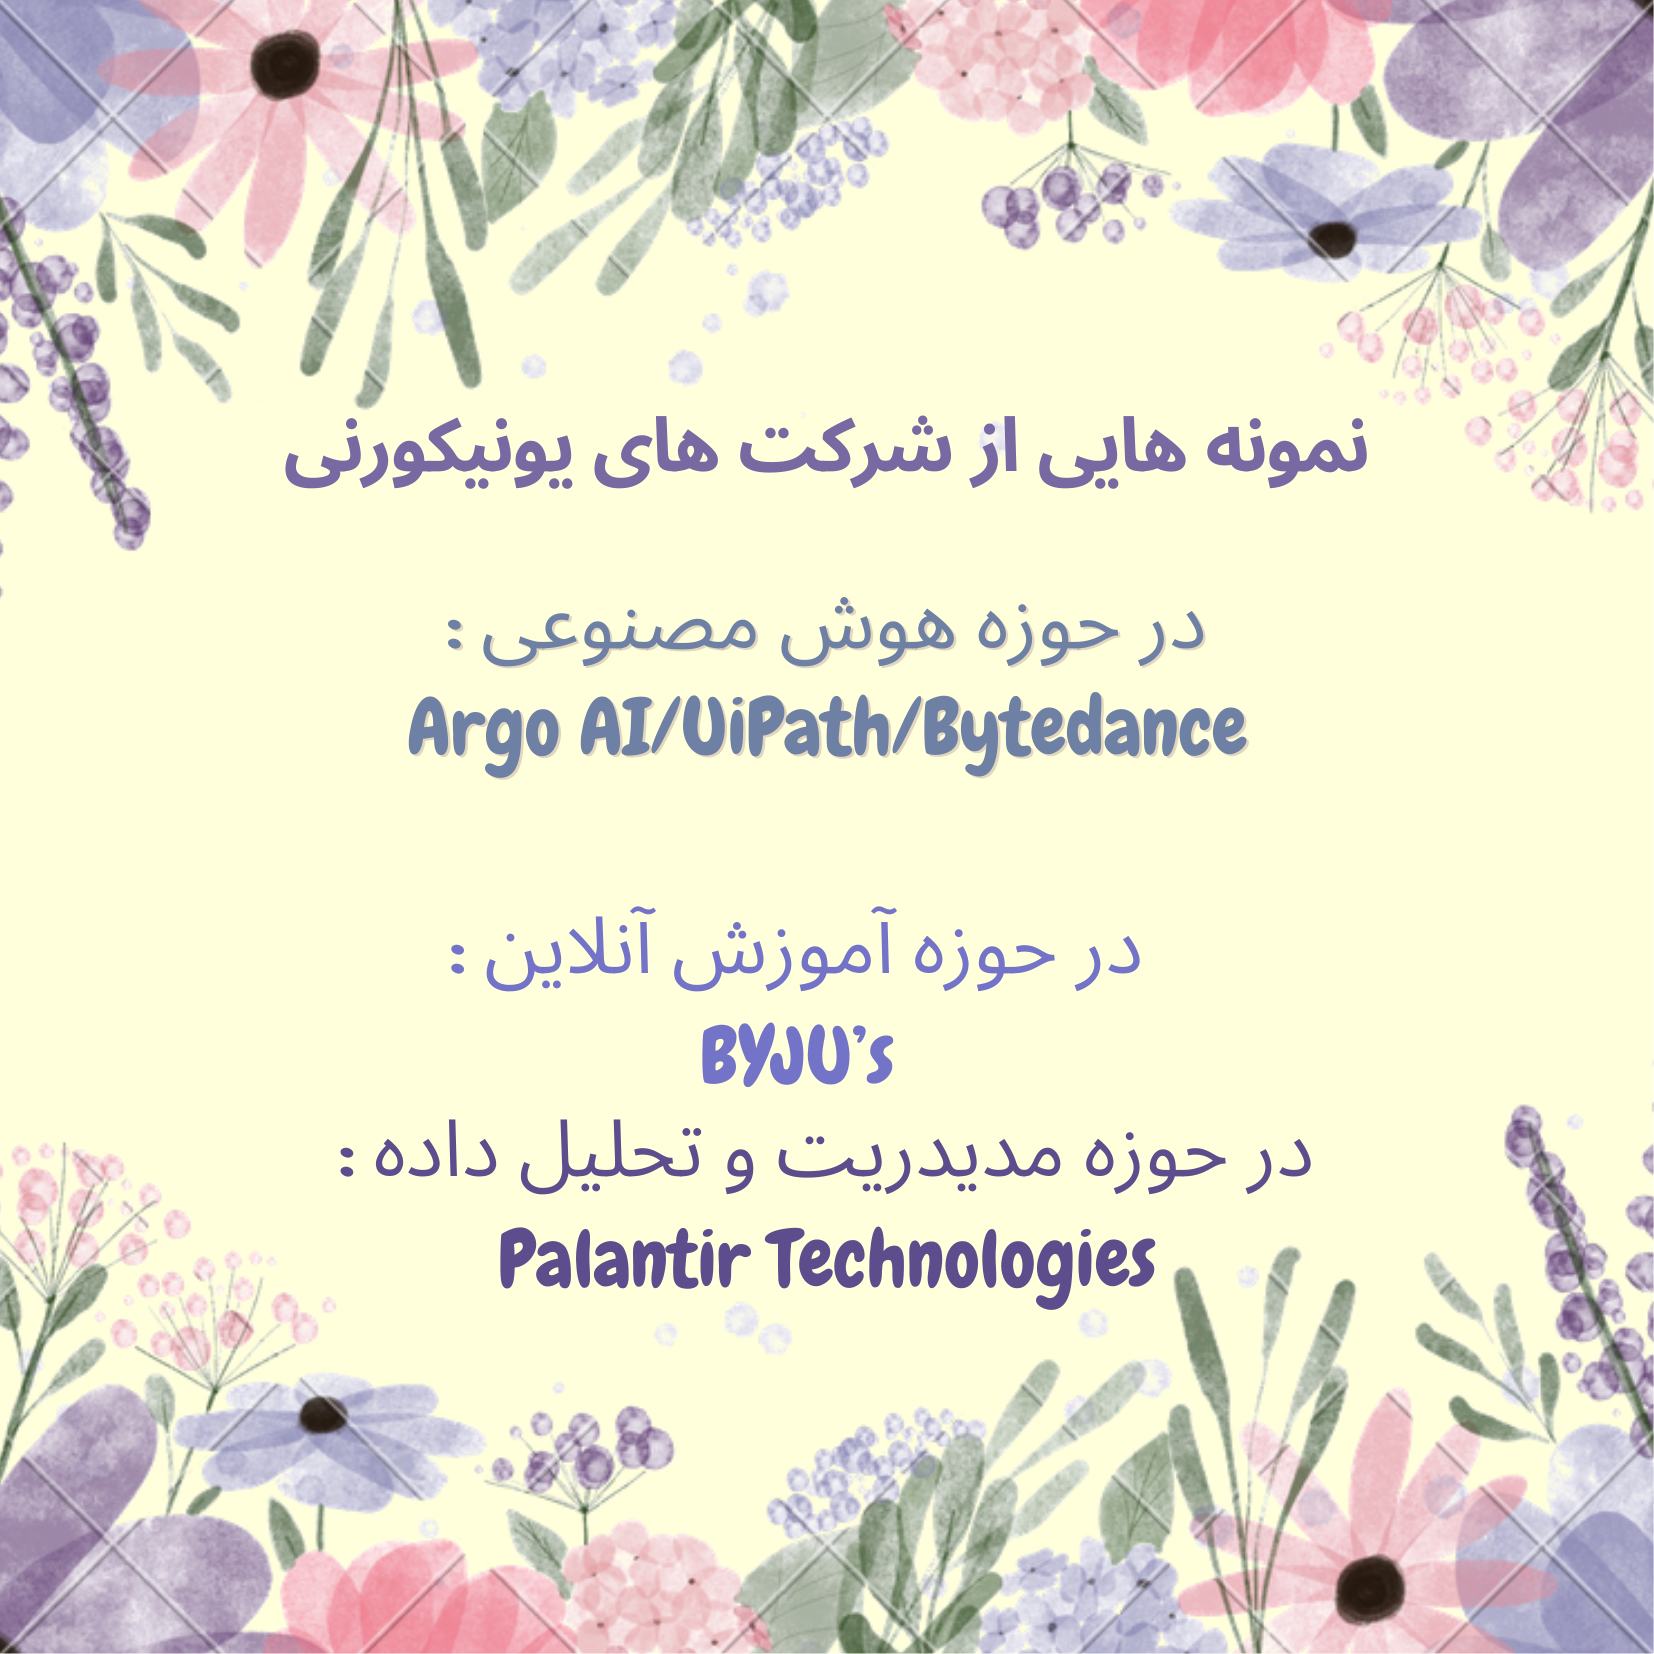 نمونه هایی از شرکت های یونیکورنی
در حوزه هوش مصنوعی :
Argo AI/UiPath/Bytedance
در حوزه آموزش آنلاین :
BYJU's
در حوزه مدیدریت و تحلیل داده :
Palantir Technologies